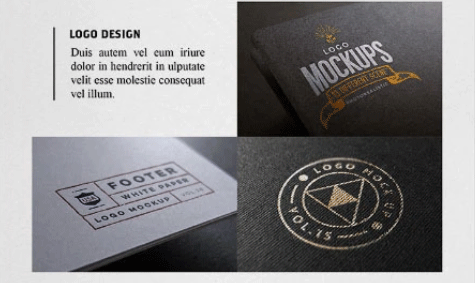 LOGO DESIGN
Duis autem vel eum iriure
dolor in hendrerit in ulputate
velit esse molestie consequat
vel illum.
LOGO
MOCKUPS
FOOTER
WHITE PAPER
LOGO MOCKUP
LOGO MOCK UP
VOL.15